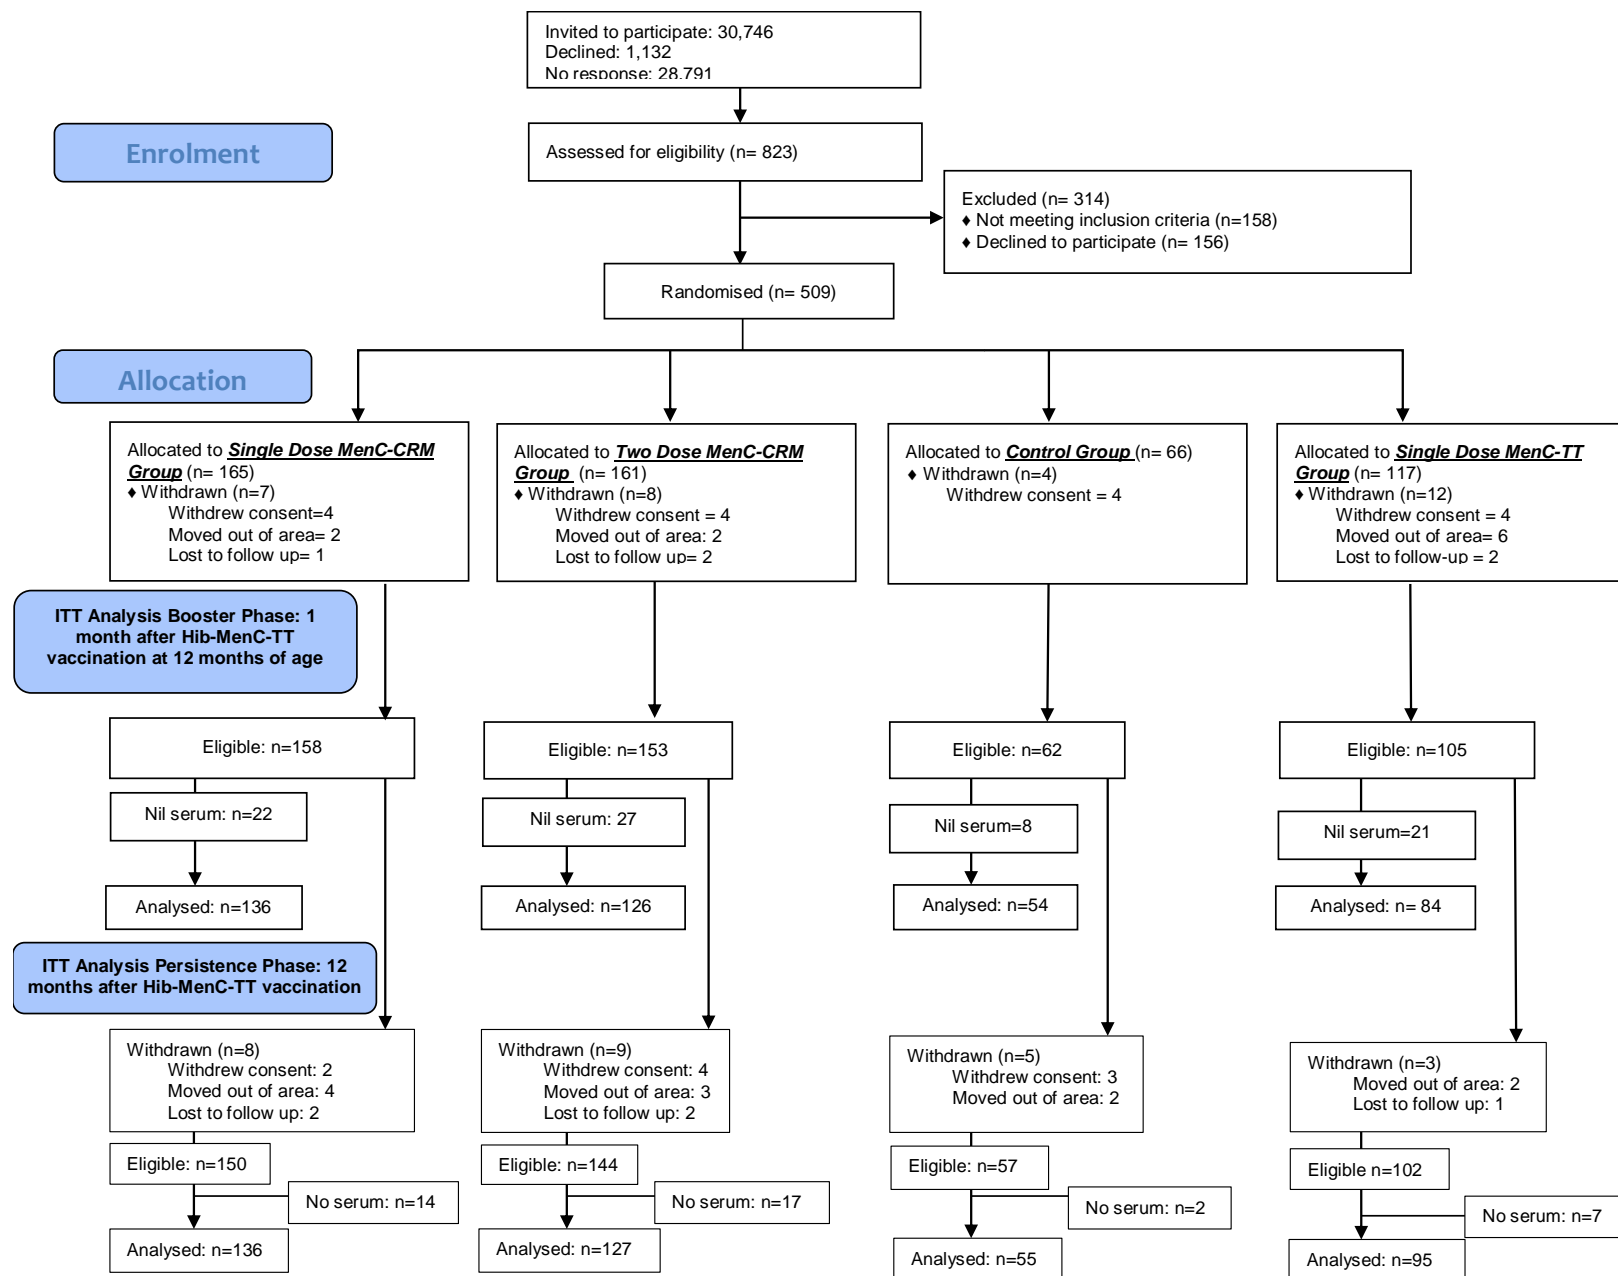 Invited to participate: 30,746
Declined: 1,132
No response: 28,791
Enrolment
Assessed for eligibility (n= 823)
Excluded (n= 314)
♦ Not meeting inclusion criteria (n=158)
♦ Declined to participate (n= 156)
Randomised (n= 509)
Allocation
Allocated to Single Dose MenC-CRM
Group (n= 165)
♦ Withdrawn (n=7)
Withdrew consent=4
Moved out of area= 2
Lost to follow up= 1
Allocated to Two Dose MenC-CRM
Group (n= 161)
♦ Withdrawn (n=8)
Withdrew consent = 4
Moved out of area: 2
Lost to follow up= 2
Allocated to Control Group (n= 66)
♦ Withdrawn (n=4)
Withdrew consent = 4
Allocated to Single Dose MenC-TT
Group (n= 117)
♦ Withdrawn (n=12)
Withdrew consent = 4
Moved out of area= 6
Lost to follow-up = 2
ITT Analysis Booster Phase: 1
month after Hib-MenC-TT
vaccination at 12 months of age
Eligible: n=158
Eligible: n=153
Eligible: n=62
Eligible: n=105
Nil serum: n=22
Nil serum: 27
Nil serum=8
Nil serum=21
Analysed: n=136
Analysed: n=126
Analysed: n=54
Analysed: n= 84
ITT Analysis Persistence Phase: 12
months after Hib-MenC-TT vaccination
Withdrawn (n=8)
Withdrew consent: 2
Moved out of area: 4
Lost to follow up: 2
Withdrawn (n=9)
Withdrew consent: 4
Moved out of area: 3
Lost to follow up: 2
Withdrawn (n=5)
Withdrew consent: 3
Moved out of area: 2
Withdrawn (n=3)
Moved out of area: 2
Lost to follow up: 1
Eligible: n=150
Eligible: n=144
Eligible: n=57
Eligible n=102
No serum: n=14
No serum: n=17
No serum: n=2
No serum: n=7
Analysed: n=136
Analysed: n=127
Analysed: n=55
Analysed: n=95